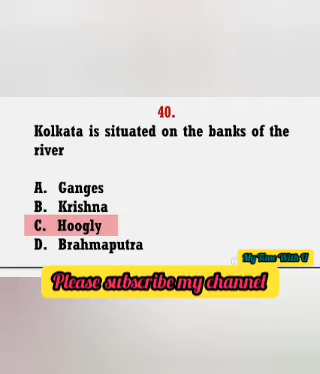 40.
Kolkata is situated on the banks of the
river
A. Ganges
B. Krishna
C. Hoogly
D. Brahmaputra
My Time With U
Please subscribe my channel